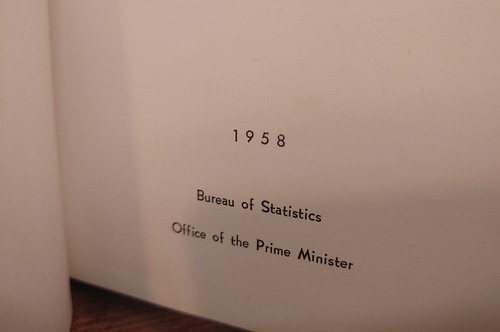 1958
Bureau of Statistics
Office of the Prime Minister